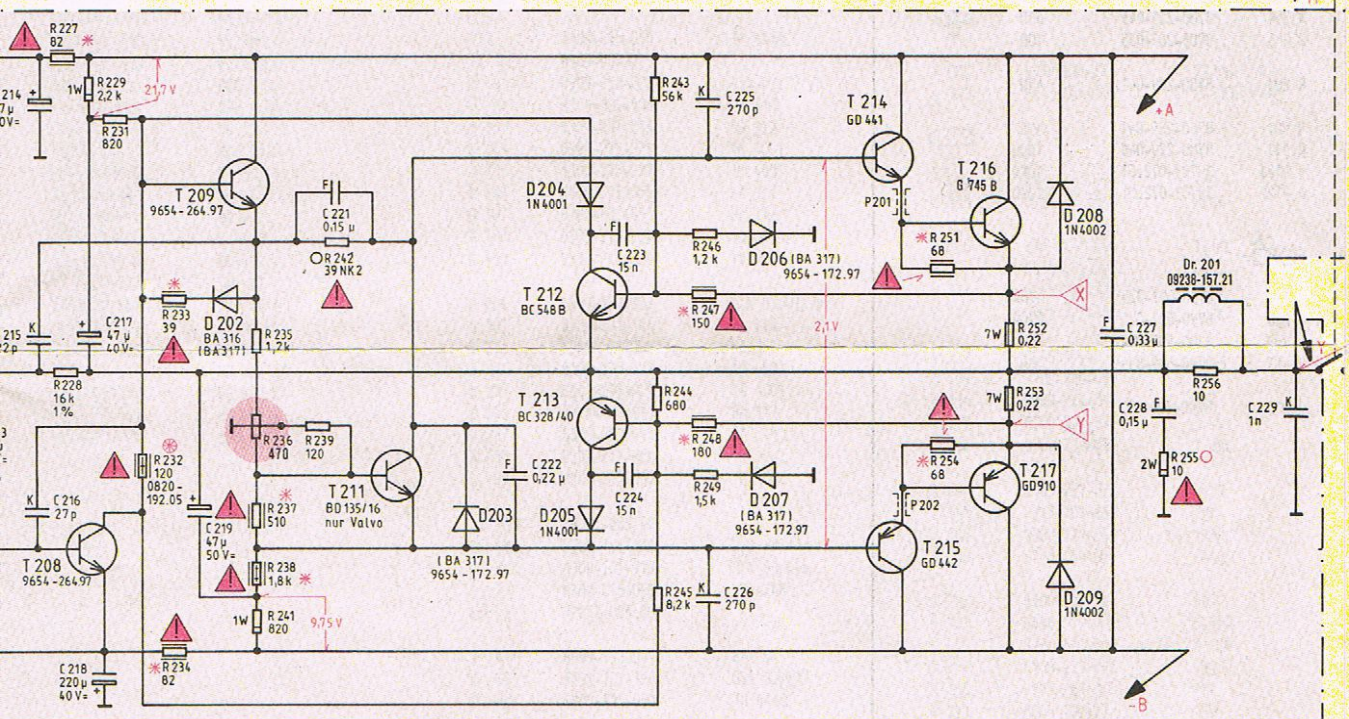 R 227
82
*
R 229
1W
2,2 k
21,7 V
214
7µ
0V=
R 231
820
T 209
9654-264.97
F
C 221
0,15 µ
R 242
39 NK2
R 233
39
*
D 202
BA 316
(BA 317)
R 235
1,7k
215
K
22p
C 217
47 µ
40 V=
+
R 228
16 k
1 %
R 236
470
R 239
120
R 232
120
0820-
192.05
T 211
BD 135/16
nur Valvo
K
C 216
27 p
T 208
9654-264.97
C 219
47µ
50 V=
+
R 237
510
*
R 238
1,8 k
*
1W
R 241
820
9,75 V
* R 234
82
C 218
220 µ
40 V=
+
R 243
56 k
K
C 225
270 p
D 204
1N4001
F
C 223
15 n
R 246
1,2 k
D 206 (BA 317)
9654-172.97
T 212
BC 548 B
* R 247
150
2,1 V
T 213
BC 328/40
R 244
680
* R 248
180
F
C 222
0,22 µ
F
C 224
15 n
R 249
1,5 k
D 207
(BA 317)
9654-172.97
D 203
(BA 317)
9654-172.97
D 205
1N4001
R 245
8,2 k
K
C 226
270 p
T 214
GD 441
T 216
G 745 B
P201
* R 251
68
D 208
1N4002
+A
Dr. 201
09238-157.21
X
7W
R 252
0,22
F
C 227
0,33 µ
Y
7W
R 253
0,22
Y
* R 254
68
T 217
GD 910
P 202
T 215
GD 442
D 209
1N4002
R 256
10
C 228
F
0,15 µ
2W
R 255
10
C 229
1n
K
-B